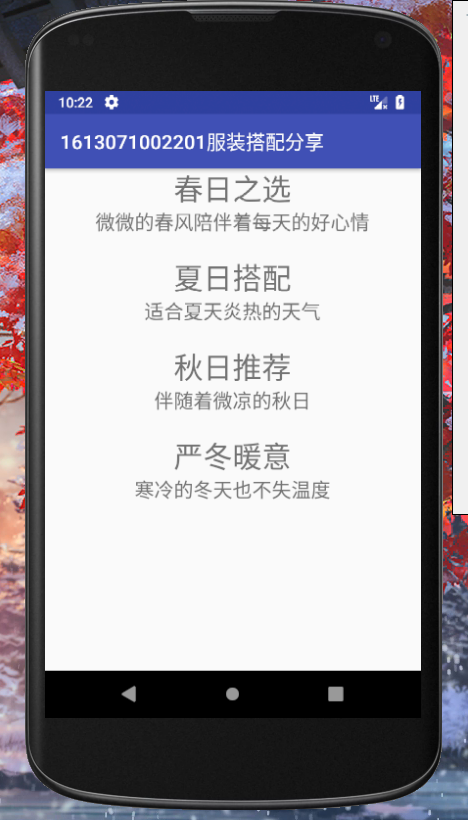 10:22 LTE
1613071002201服装搭配分享
春日之选
微微的春风陪伴着每天的好心情
夏日搭配
适合夏天炎热的天气
秋日推荐
伴随着微凉的秋日
严冬暖意
寒冷的冬天也不失温度